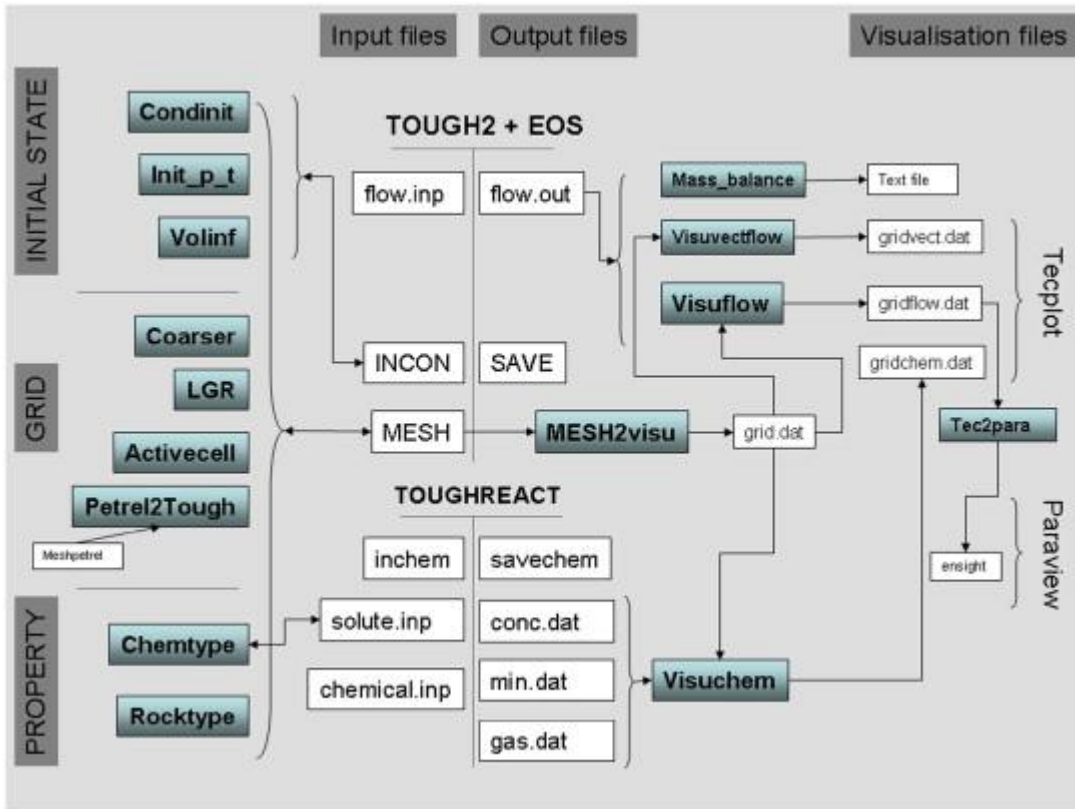 Input files
Output files
Visualisation files
INITIAL STATE
Condinit
Init_p_t
Volinf
TOUGH2 + EOS
flow.inp
flow.out
Mass_balance
Text file
Visuvectflow
gridvect.dat
Visuflow
gridflow.dat
gridchem.dat
Tecplot
GRID
Coarser
LGR
Activecell
Petrel2Tough
Meshpetrel
INCON
SAVE
MESH
MESH2visu
grid.dat
Tec2para
TOUGHREACT
inchem
savechem
ensight
Paraview
PROPERTY
Chemtype
Rocktype
solute.inp
conc.dat
chemical.inp
min.dat
Visuchem
gas.dat